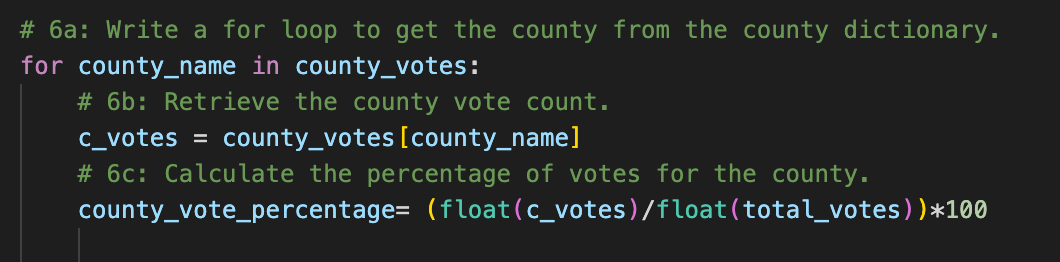 # 6a: Write a for loop to get the county from the county dictionary.
for county_name in county_votes:
    # 6b: Retrieve the county vote count.
    c_votes = county_votes[county_name]
    # 6c: Calculate the percentage of votes for the county.
    county_vote_percentage= (float(c_votes)/float(total_votes))*100